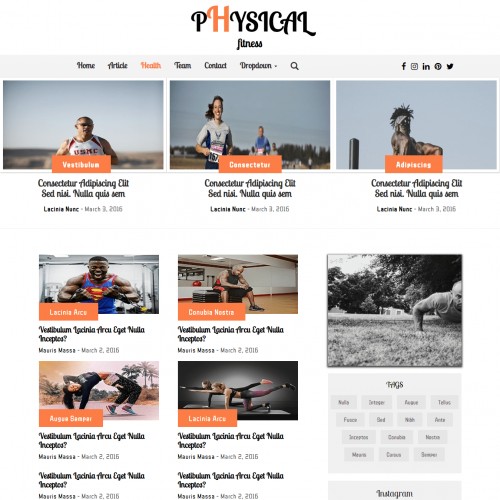 PHYSICAL
fitness
Home Article Health Team Contact Dropdown
USMC
167
Vestibulum Consectetur Adipiscing
Consectetur Adipiscing Elit
Sed nisi. Nulla quis sem
Lacinia Nunc - March 3, 2016
Consectetur Adipiscing Elit
Sed nisi. Nulla quis sem
Lacinia Nunc - March 3, 2016
Consectetur Adipiscing Elit
Sed nisi. Nulla quis sem
Lacinia Nunc - March 3, 2016
Lacinia Arcu
Vestibulum Lacinia Arcu Eget Nulla
Inceptos?
Mauris Massa - March 2, 2016
Conubia Nostra
Vestibulum Lacinia Arcu Eget Nulla
Inceptos?
Mauris Massa - March 2, 2016
Augue Semper
Vestibulum Lacinia Arcu Eget Nulla
Inceptos?
Mauris Massa - March 2, 2016
Lacinia Arcu
Vestibulum Lacinia Arcu Eget Nulla
Inceptos?
Mauris Massa - March 2, 2016
Vestibulum Lacinia Arcu Eget Nulla
Inceptos?
Mauris Massa - March 2, 2016
Vestibulum Lacinia Arcu Eget Nulla
Inceptos?
Mauris Massa - March 2, 2016
TAGS
Nulla Integer Augue Tellus
Fusce Sed Nibh Ante
Inceptos Conubia Nostra
Mauris Cursus Semper
Instagram